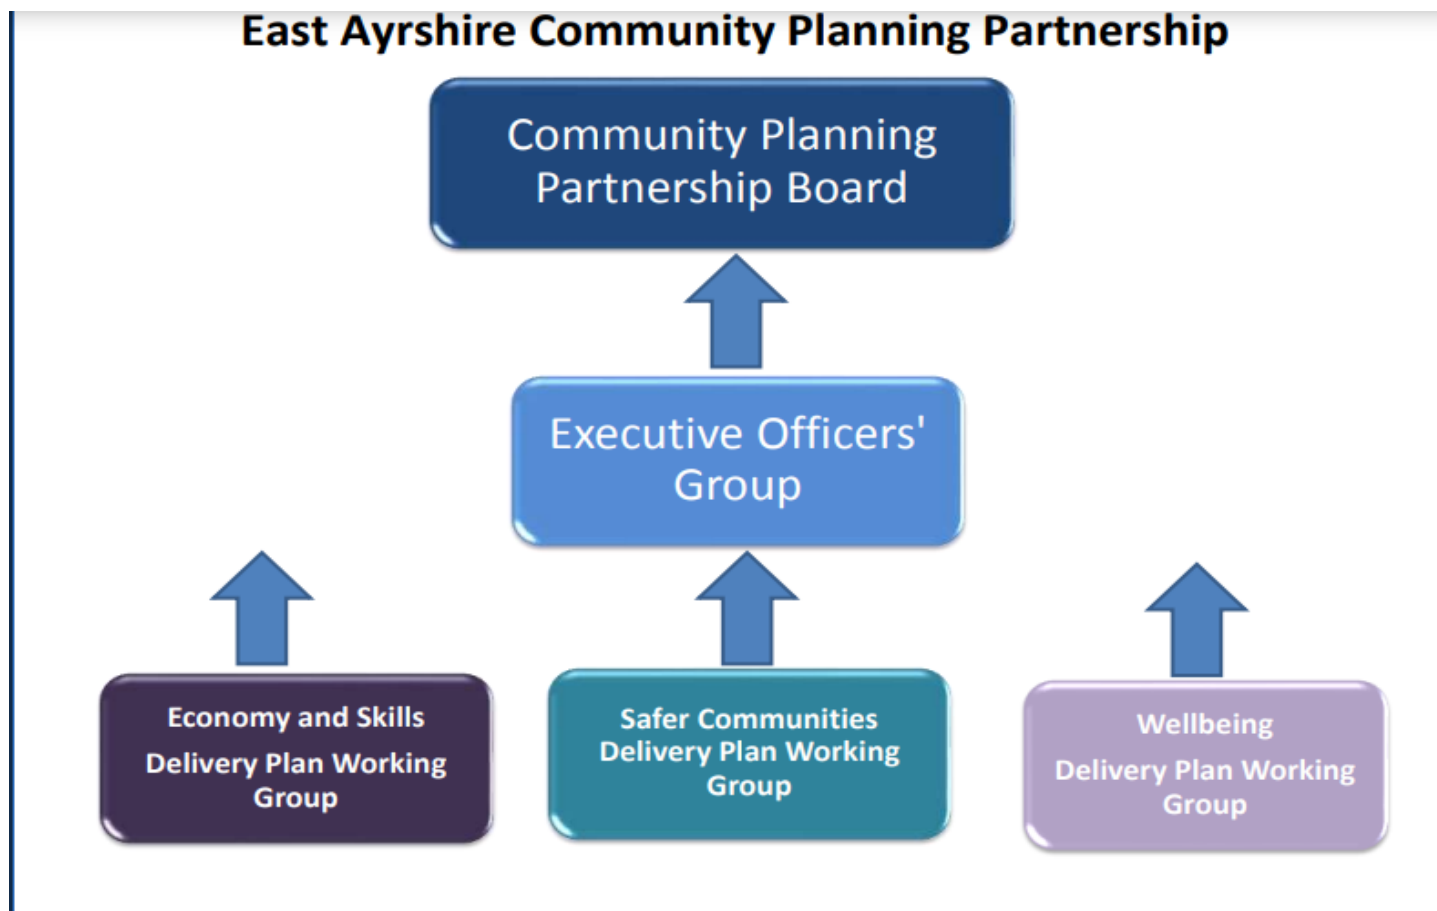 East Ayrshire Community Planning Partnership
Community Planning
Partnership Board
Executive Officers'
Group
Economy and Skills
Delivery Plan Working
Group
Safer Communities
Delivery Plan Working
Group
Wellbeing
Delivery Plan Working
Group